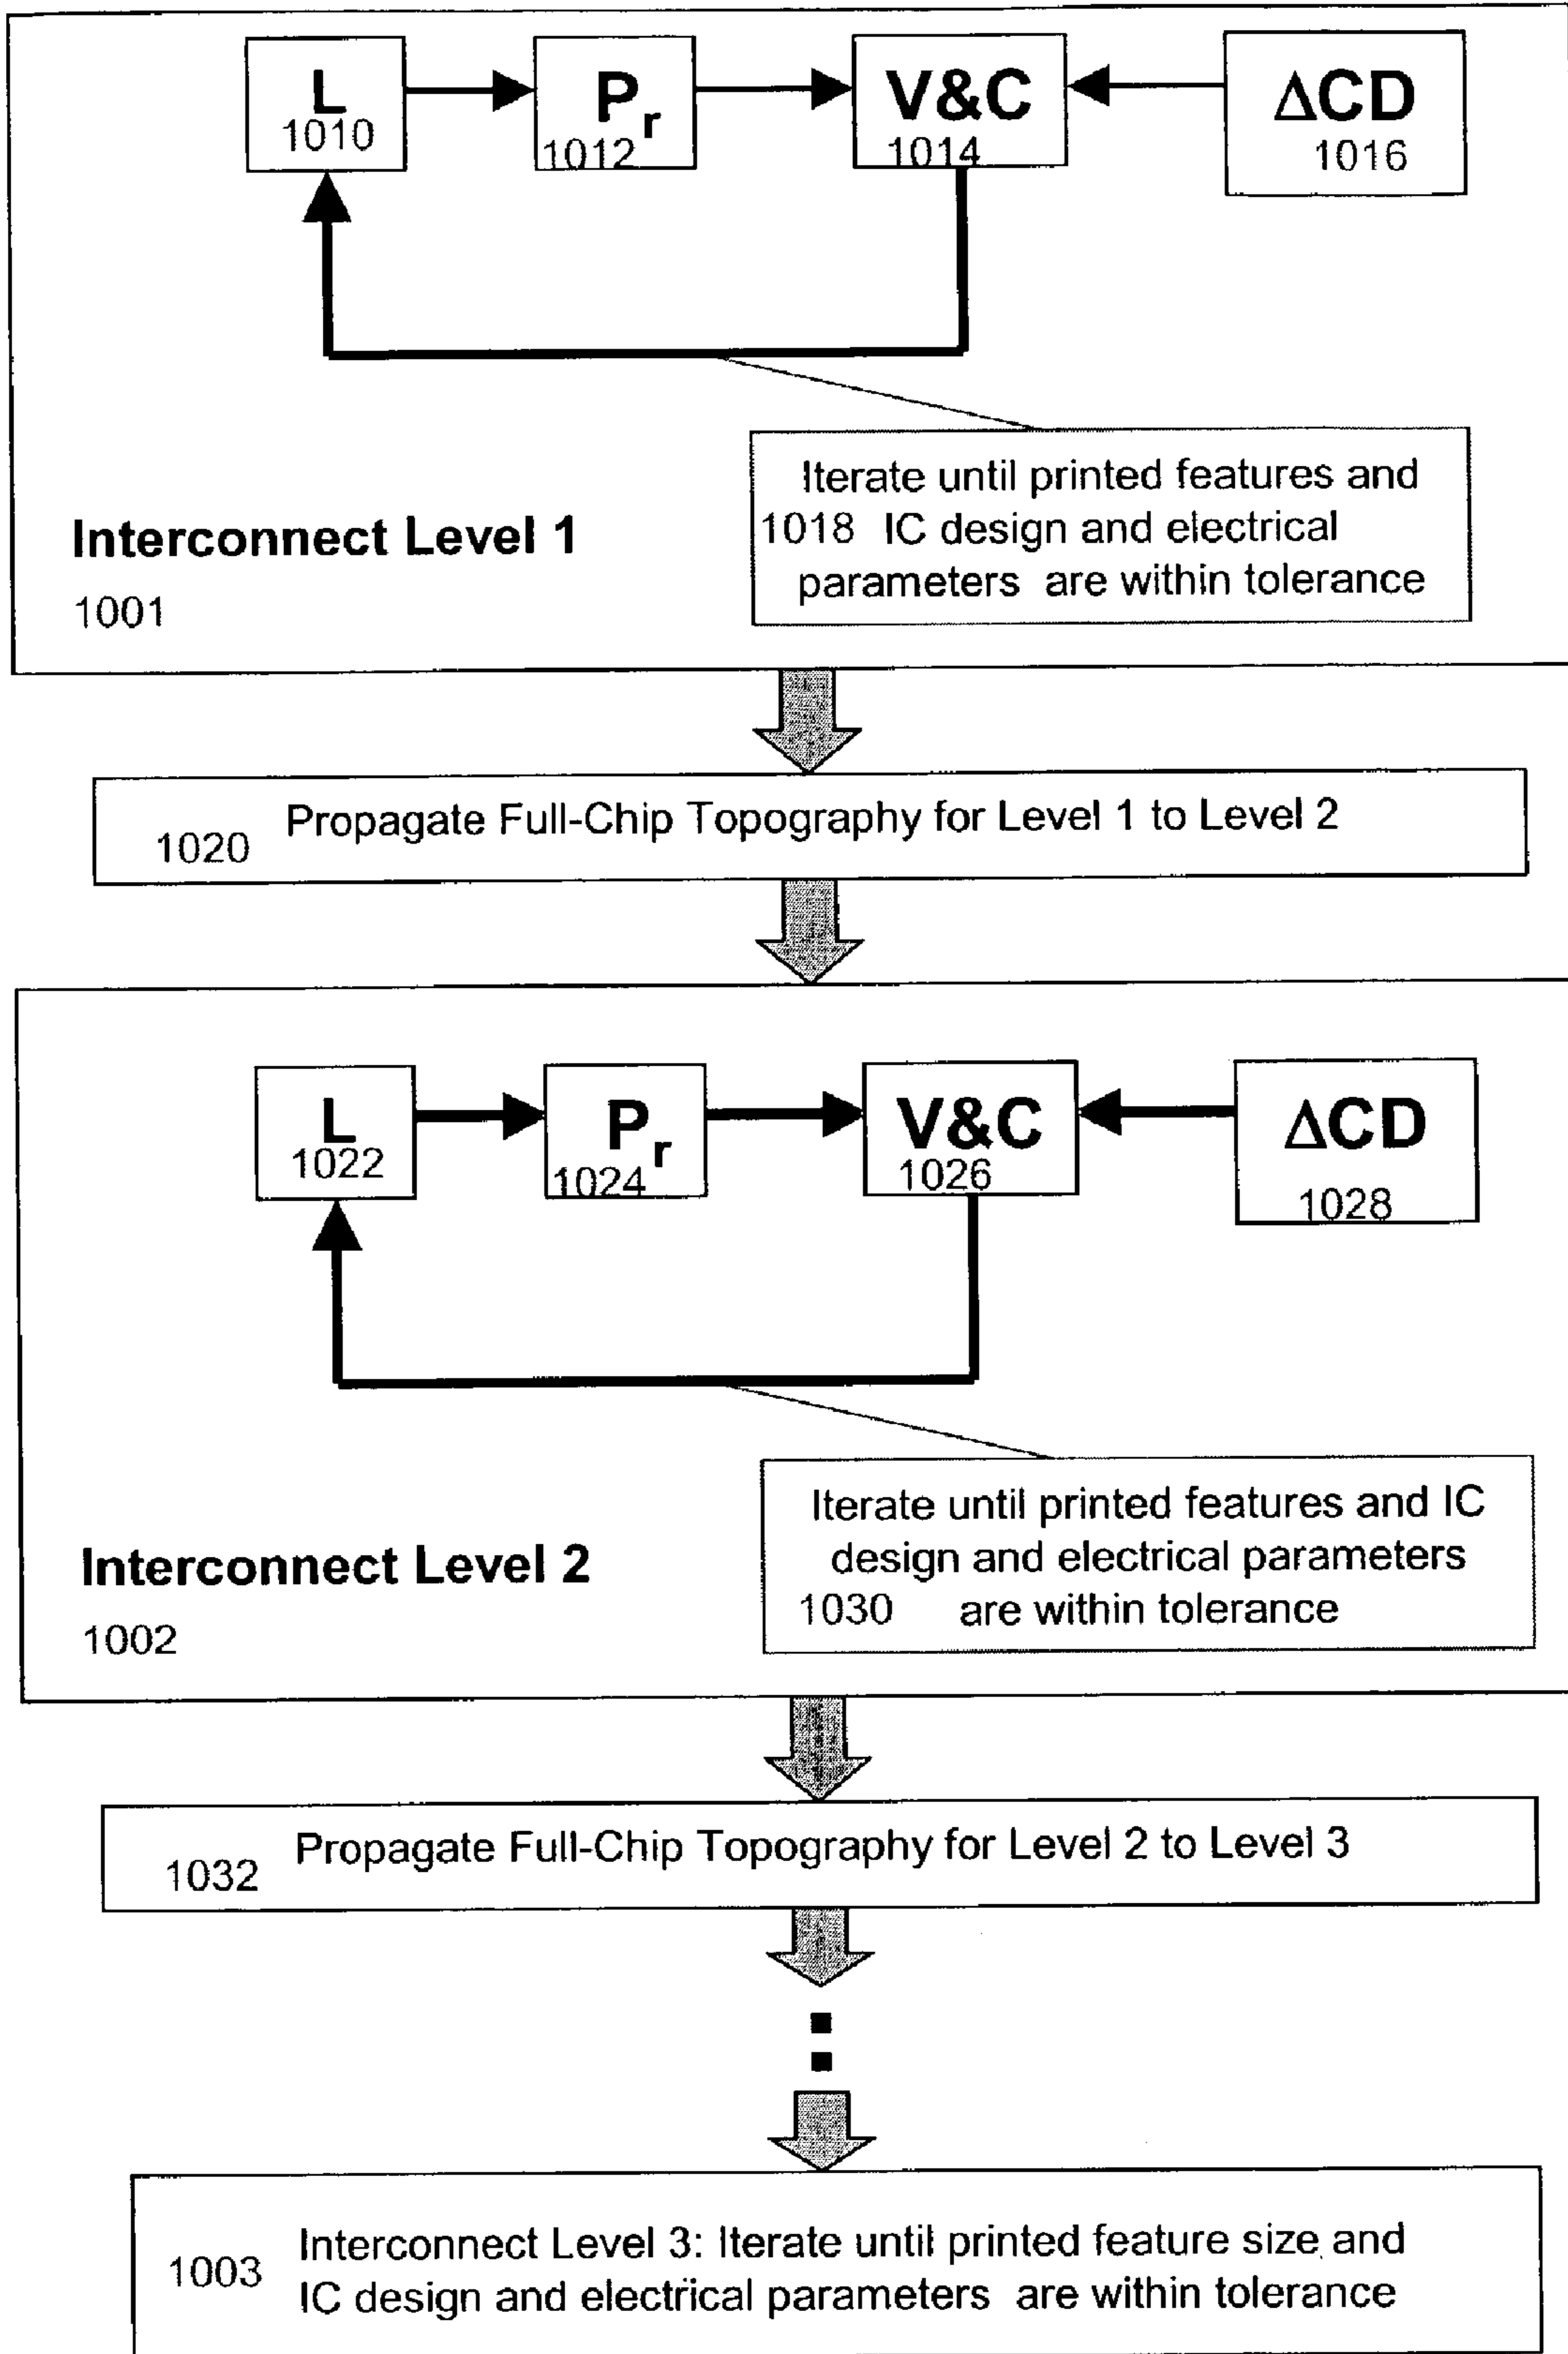 L
1010
Pr
1012
V&C
1014
ΔCD
1016
Iterate until printed features and
1018 IC design and electrical
parameters are within tolerance
Interconnect Level 1
1001
1020 Propagate Full-Chip Topography for Level 1 to Level 2
L
1022
Pr
1024
V&C
1026
ΔCD
1028
Iterate until printed features and IC
design and electrical parameters
1030 are within tolerance
Interconnect Level 2
1002
1032 Propagate Full-Chip Topography for Level 2 to Level 3
1003 Interconnect Level 3: Iterate until printed feature size and
IC design and electrical parameters are within tolerance